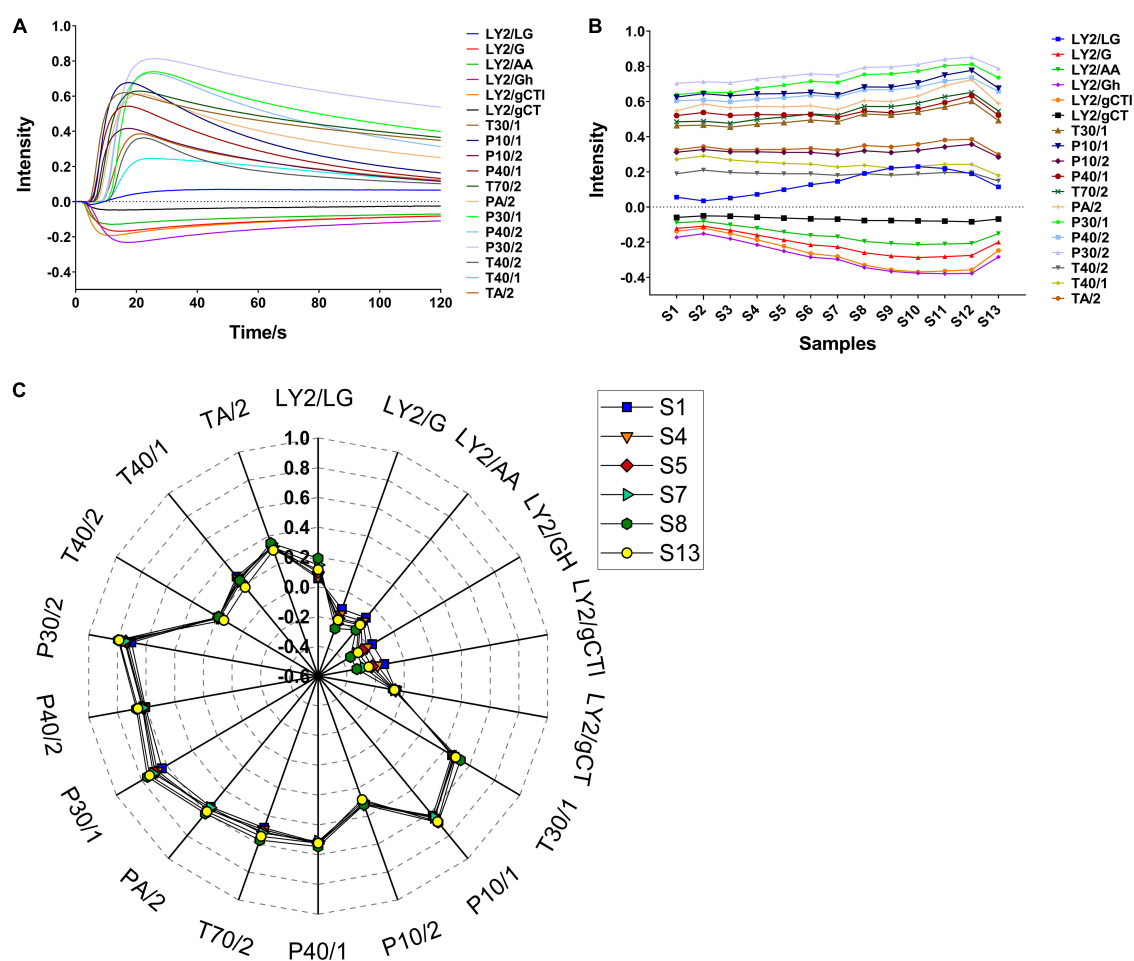 A
1.0
0.8
0.6
0.4
0.2
0.0
-0.2
-0.4
Intensity
0
20
40
60
80
100
120
Time/s
LY2/LG
LY2/G
LY2/AA
LY2/Gh
LY2/gCTl
LY2/gCT
T30/1
P10/1
P10/2
P40/1
T70/2
PA/2
P30/1
P40/2
P30/2
T40/2
T40/1
TA/2
B
1.0
0.8
0.6
0.4
0.2
0.0
-0.2
-0.4
Intensity
S1
S2
S3
S4
S5
S6
S7
S8
S9
S10
S11
S12
S13
Samples
LY2/LG
LY2/G
LY2/AA
LY2/Gh
LY2/gCTl
LY2/gCT
T30/1
P10/1
P10/2
P40/1
T70/2
PA/2
P30/1
P40/2
P30/2
T40/2
T40/1
TA/2
C
LY2/LG
LY2/G
LY2/AA
LY2/GH
LY2/gCTl
LY2/gCT
T30/1
P10/1
P10/2
P40/1
T70/2
PA/2
P30/1
P40/2
P30/2
T40/2
T40/1
TA/2
1.0
0.8
0.6
0.4
0.2
0.0
-0.2
-0.4
-0.6
S1
S4
S5
S7
S8
S13